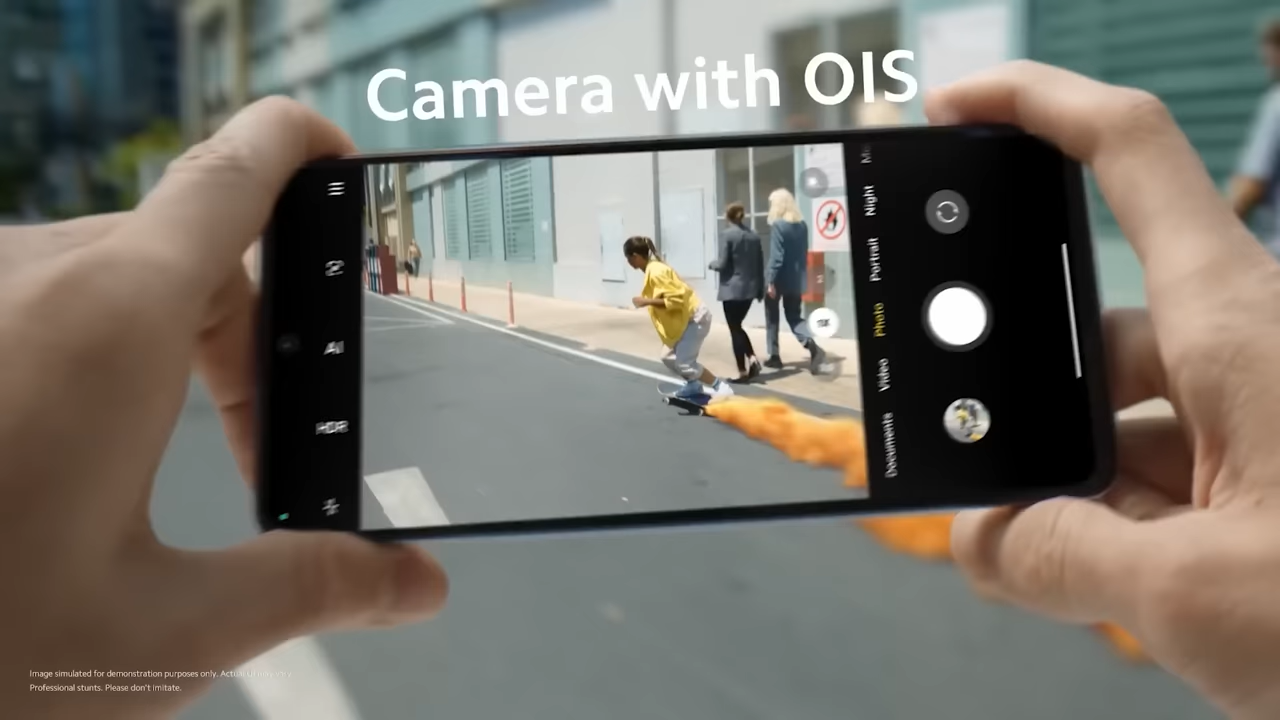 Camera with OIS
AI
HDR
Night
Portrait
Photo
Video
Documents
Image simulated for demonstration purposes only. Actual
Professional stunts. Please don't imitate.